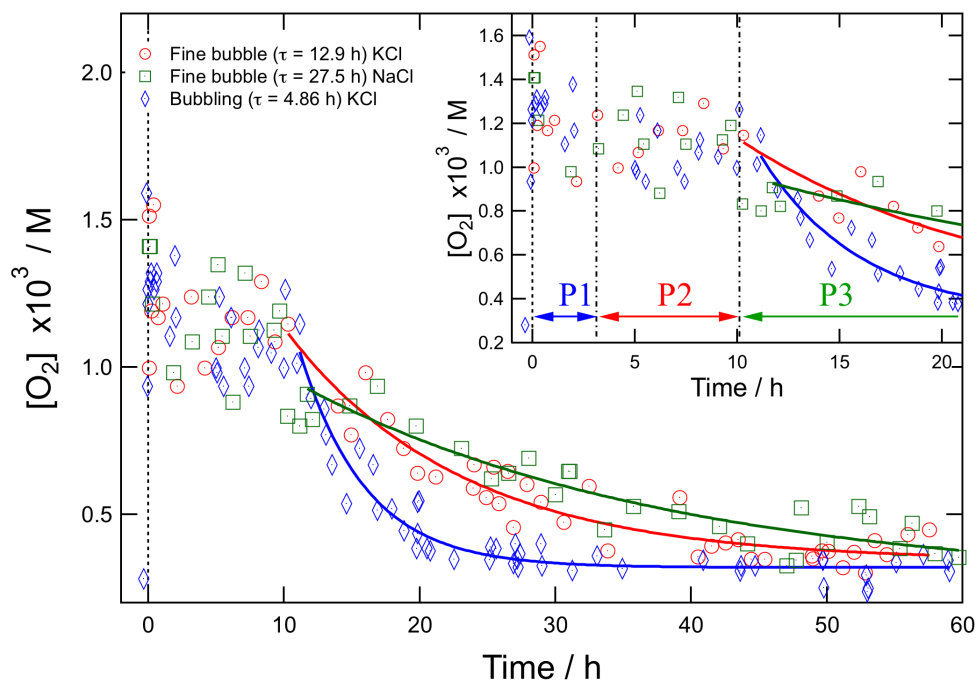 Fine bubble (τ = 12.9 h) KCl
Fine bubble (τ = 27.5 h) NaCl
Bubbling (τ = 4.86 h) KCl
[O2] x10^3 / M
2.0
1.5
1.0
0.5
0
10
20
30
40
50
60
Time / h
[O2] x10^3 / M
1.6
1.4
1.2
1.0
0.8
0.6
0.4
0.2
P1
P2
P3
0
5
10
15
20
Time / h